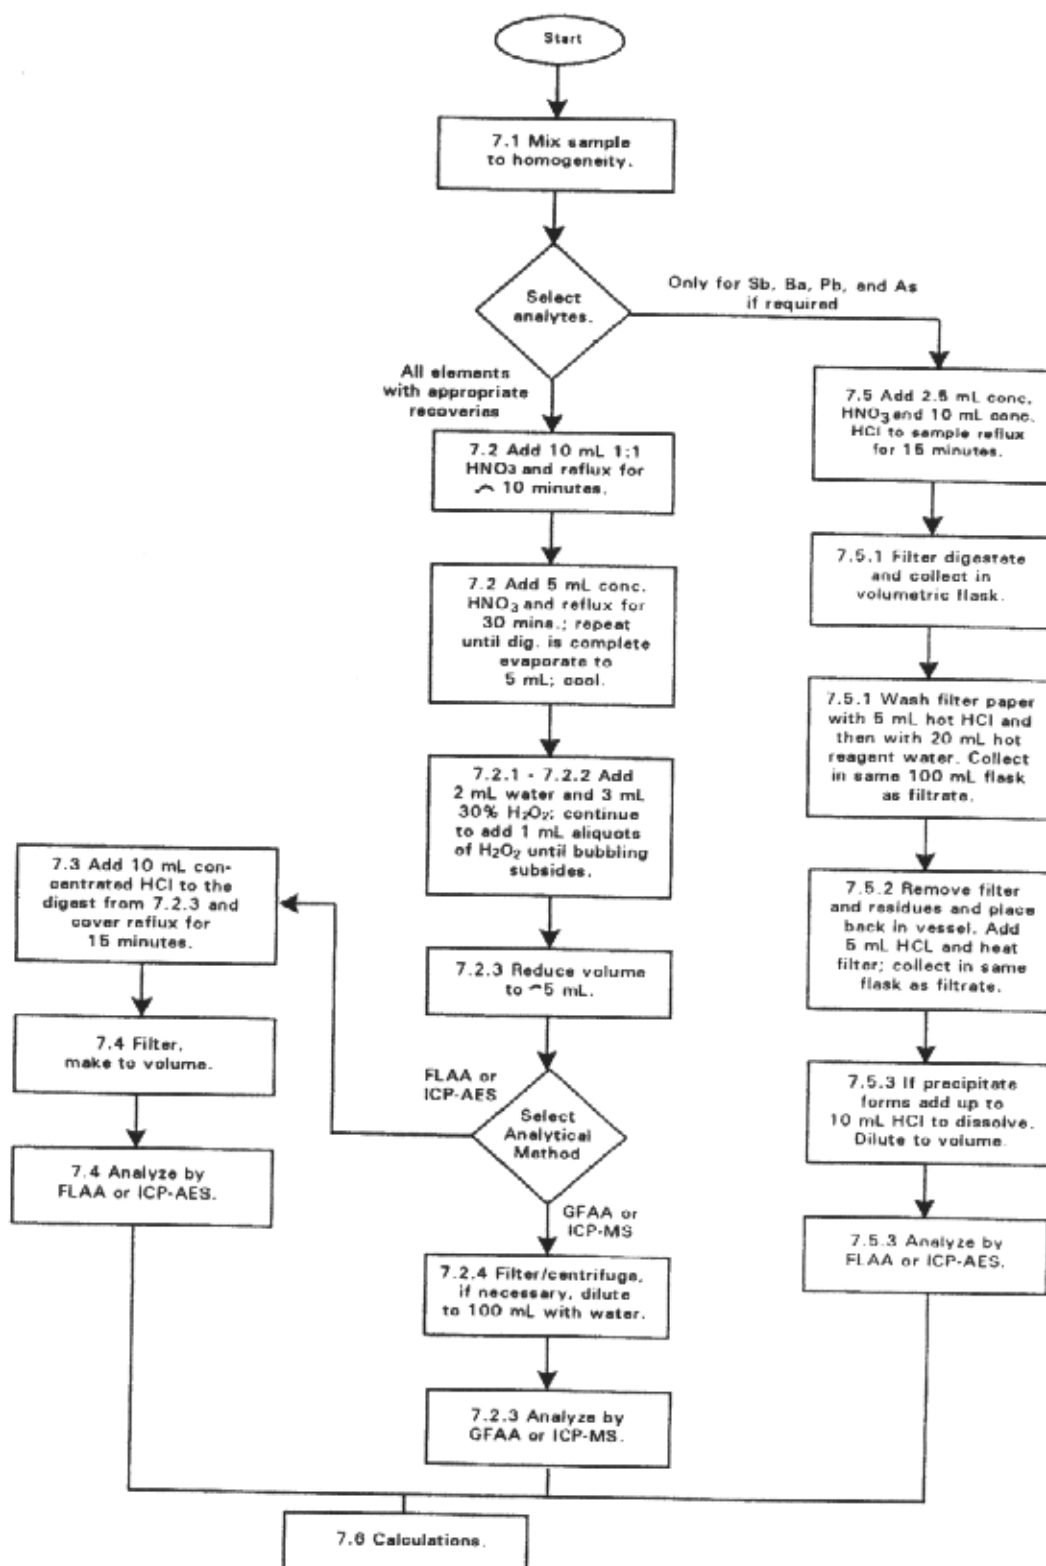 Start
7.1 Mix sample
to homogeneity.
Select
analytes.
Only for Sb, Ba, Pb, and As
if required
All elements
with appropriate
recoveries
7.5 Add 2.5 mL conc.
HNO₃ and 10 mL conc.
HCl to sample reflux
for 15 minutes.
7.2 Add 10 mL 1:1
HNO₃ and reflux for
⌢ 10 minutes.
7.5.1 Filter digestate
and collect in
volumetric flask.
7.2 Add 5 mL conc.
HNO₃ and reflux for
30 mins.; repeat
until dig. is complete
evaporate to
5 mL; cool.
7.5.1 Wash filter paper
with 5 mL hot HCl and
then with 20 mL hot
reagent water. Collect
in same 100 mL flask
as filtrate.
7.2.1 - 7.2.2 Add
2 mL water and 3 mL
30% H₂O₂; continue
to add 1 mL aliquots
of H₂O₂ until bubbling
subsides.
7.3 Add 10 mL con-
centrated HCl to the
digest from 7.2.3 and
cover reflux for
15 minutes.
7.5.2 Remove filter
and residues and place
back in vessel. Add
5 mL HCL and heat
filter; collect in same
flask as filtrate.
7.2.3 Reduce volume
to ⌢5 mL.
7.4 Filter,
make to volume.
FLAA or
ICP-AES
Select
Analytical
Method
7.5.3 If precipitate
forms add up to
10 mL HCl to dissolve.
Dilute to volume.
7.4 Analyze by
FLAA or ICP-AES.
GFAA or
ICP-MS
7.5.3 Analyze by
FLAA or ICP-AES.
7.2.4 Filter/centrifuge,
if necessary, dilute
to 100 mL with water.
7.2.3 Analyze by
GFAA or ICP-MS.
7.6 Calculations.